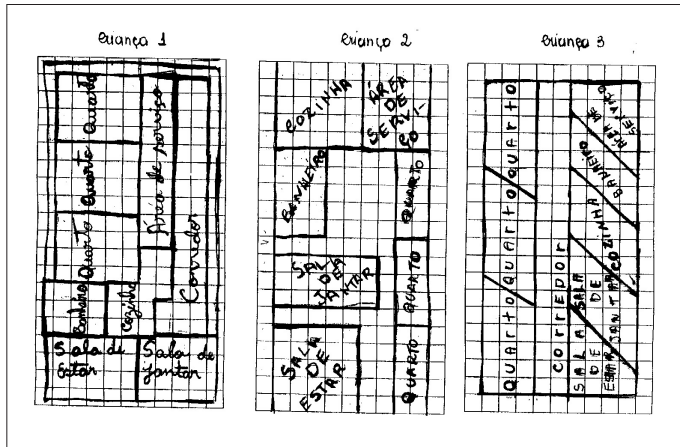 Criança 1
Quarto
Quarto
Quarto
Banheiro
Cozinha
Área de serviço
Corredor
Sala de
Estar
Sala de
jantar
Criança 2
COZINHA
ÁREA
DE
SERVI-
ÇO
BANHEIRO
QUARTO
SALA
DE
JANTAR
QUARTO
SALA
DE
ESTAR
QUARTO
Criança 3
QUARTO
QUARTO
QUARTO
CORREDOR
ÁREA DE
SERVIÇO
BANHEIRO
COZINHA
SALA
DE
JANTAR
SALA
DE
ESTAR